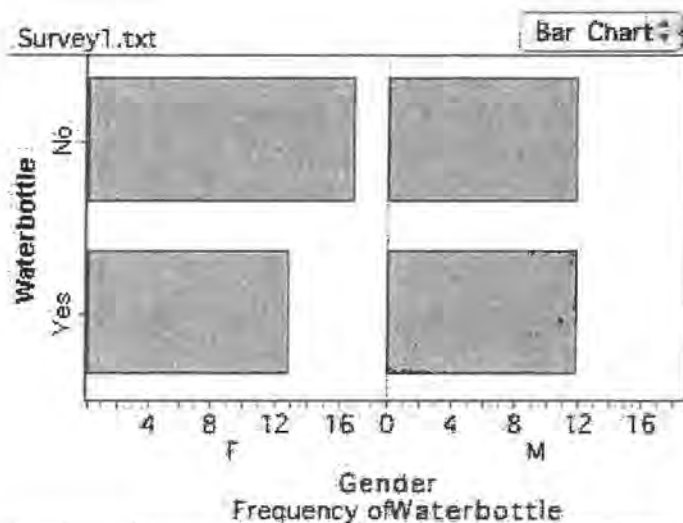 Survey1.txt
Bar Chart
Waterbottle
No
Yes
4 8 12 16 0 4 8 12 16
F M
Gender
Frequency ofWaterbottle